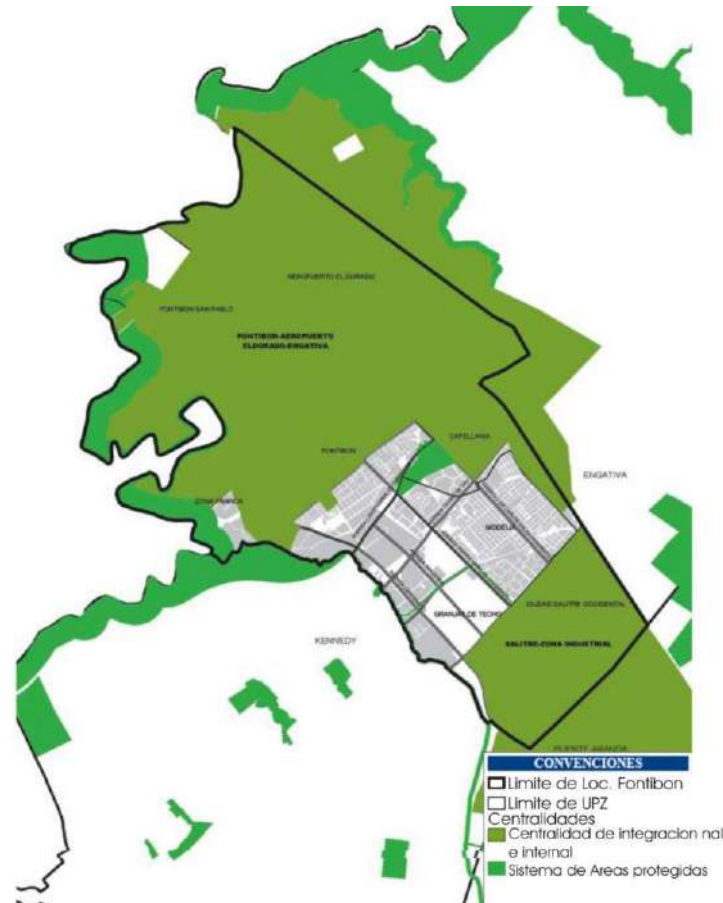 AEROPUERTO EL DORADO
FONTIBON SAN PABLO
FONTIBON-AEROPUERTO
ELDORADO-ENGATIVA
CAPELLANIA
FONTIBON
ENGATIVA
ZONA FRANCA
MODELIA
CIUDAD SALITRE OCCIDENTAL
GRANJAS DE TECHO
KENNEDY
SALITRE-ZONA INDUSTRIAL
PUENTE ARANDA
CONVENCIONES
Limite de Loc. Fontibon
Limite de UPZ
Centralidades
Centralidad de integracion nal
e internal
Sistema de Areas protegidas